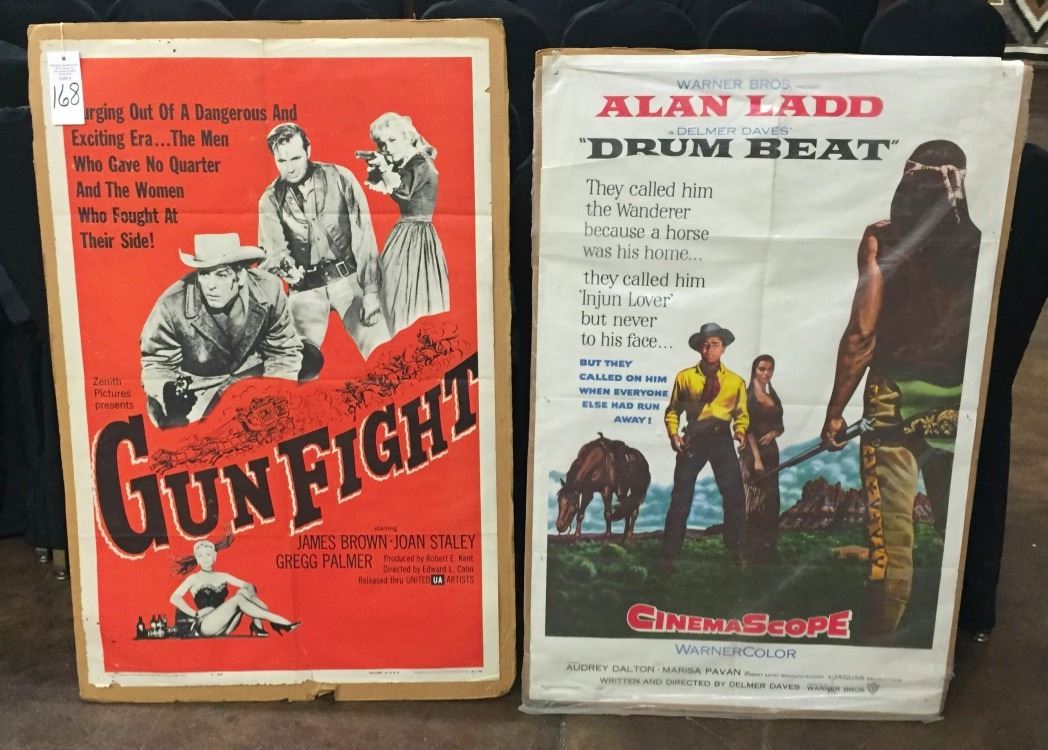 168
urging Out Of A Dangerous And
Exciting Era...The Men
Who Gave No Quarter
And The Women
Who Fought At
Their Side!
Zenith
Pictures
presents
GUNFIGHT
starring
JAMES BROWN · JOAN STALEY
GREGG PALMER
Produced by Robert E. Kent
Directed by Edward L. Cahn
Released thru UNITED UA ARTISTS
WARNER BROS. PRESENT
ALAN LADD
IN DELMER DAVES'
"DRUM BEAT"
They called him
the Wanderer
because a horse
was his home...
they called him
'Injun Lover'
but never
to his face...
BUT THEY
CALLED ON HIM
WHEN EVERYONE
ELSE HAD RUN
AWAY!
CINEMASCOPE
WARNERCOLOR
AUDREY DALTON · MARISA PAVAN
A JAGUAR PRODUCTION
WRITTEN AND DIRECTED BY DELMER DAVES WARNER BROS